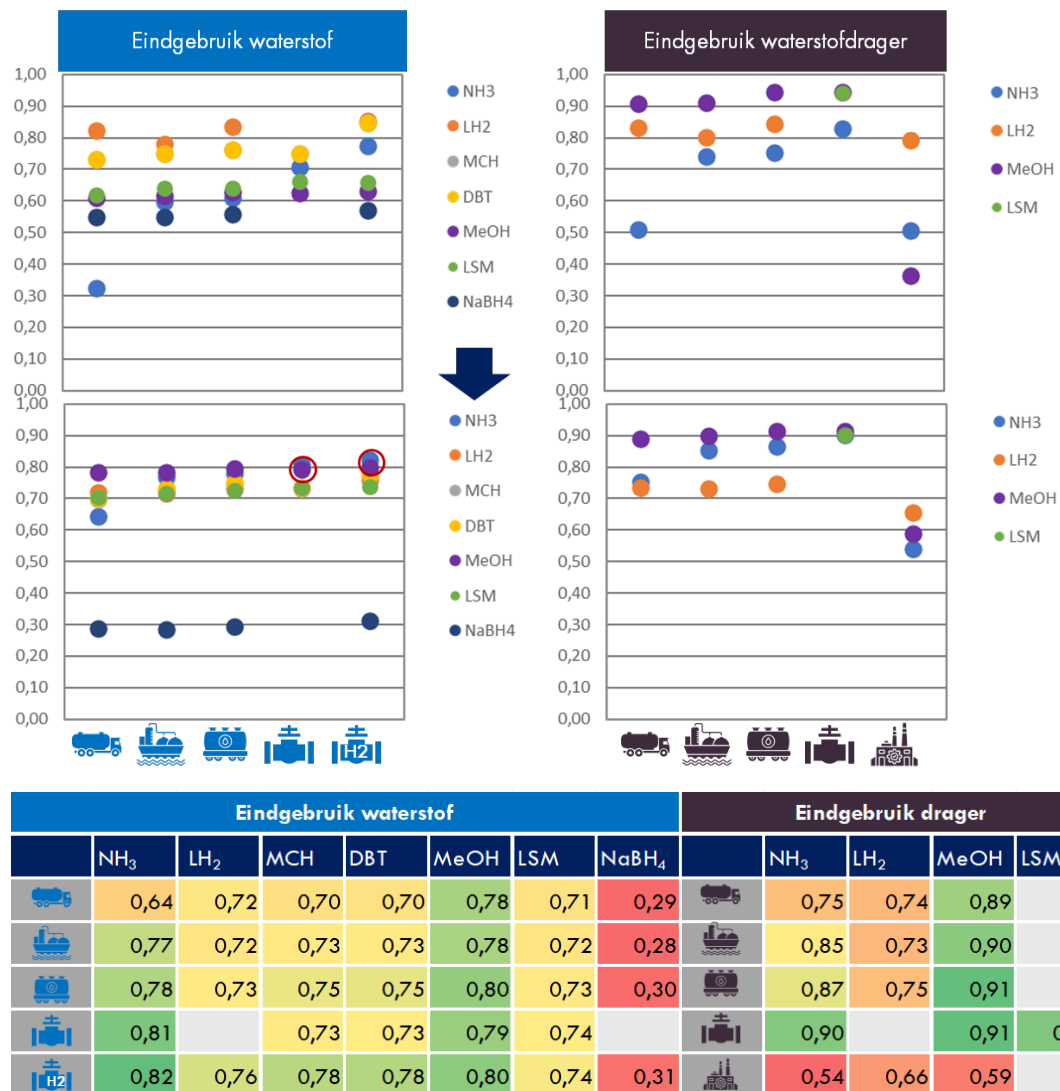 Eindgebruik waterstof
1,00
0,90
0,80
0,70
0,60
0,50
0,40
0,30
0,20
0,10
0,00
NH3
LH2
MCH
DBT
MeOH
LSM
NaBH4
Eindgebruik waterstofdrager
1,00
0,90
0,80
0,70
0,60
0,50
0,40
0,30
0,20
0,10
0,00
NH3
LH2
MeOH
LSM
1,00
0,90
0,80
0,70
0,60
0,50
0,40
0,30
0,20
0,10
0,00
NH3
LH2
MCH
DBT
MeOH
LSM
NaBH4
H2
1,00
0,90
0,80
0,70
0,60
0,50
0,40
0,30
0,20
0,10
0,00
NH3
LH2
MeOH
LSM
Eindgebruik waterstof Eindgebruik drager
NH₃ LH₂ MCH DBT MeOH LSM NaBH₄ NH₃ LH₂ MeOH LSM
0,64 0,72 0,70 0,70 0,78 0,71 0,29 0,75 0,74 0,89
0,77 0,72 0,73 0,73 0,78 0,72 0,28 0,85 0,73 0,90
0,78 0,73 0,75 0,75 0,80 0,73 0,30 0,87 0,75 0,91
0,81 0,73 0,73 0,79 0,74 0,90 0,91
H2 0,82 0,76 0,78 0,78 0,80 0,74 0,31 0,54 0,66 0,59